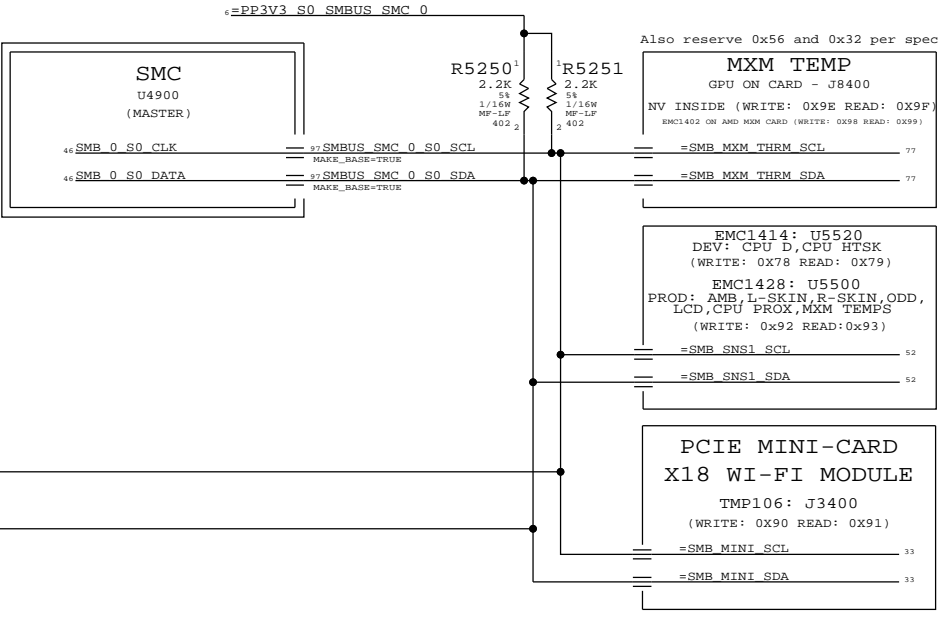 6 =PP3V3_S0_SMBUS_SMC_0
Also reserve 0x56 and 0x32 per spec
SMC
U4900
(MASTER)
46 SMB_0_S0_CLK
46 SMB_0_S0_DATA
97 SMBUS_SMC_0_S0_SCL
MAKE_BASE=TRUE
97 SMBUS_SMC_0_S0_SDA
MAKE_BASE=TRUE
R5250 1
2.2K
5%
1/16W
MF-LF
402 2
1 R5251
2.2K
5%
1/16W
MF-LF
2 402
MXM TEMP
GPU ON CARD - J8400
NV INSIDE (WRITE: 0X9E READ: 0X9F)
EMC1402 ON AMD MXM CARD (WRITE: 0X98 READ: 0X99)
=SMB_MXM_THRM_SCL 77
=SMB_MXM_THRM_SDA 77
EMC1414: U5520
DEV: CPU D,CPU HTSK
(WRITE: 0X78 READ: 0X79)
EMC1428: U5500
PROD: AMB,L-SKIN,R-SKIN,ODD,
LCD,CPU PROX,MXM TEMPS
(WRITE: 0x92 READ:0x93)
=SMB_SNS1_SCL 52
=SMB_SNS1_SDA 52
PCIE MINI-CARD
X18 WI-FI MODULE
TMP106: J3400
(WRITE: 0X90 READ: 0X91)
=SMB_MINI_SCL 33
=SMB_MINI_SDA 33